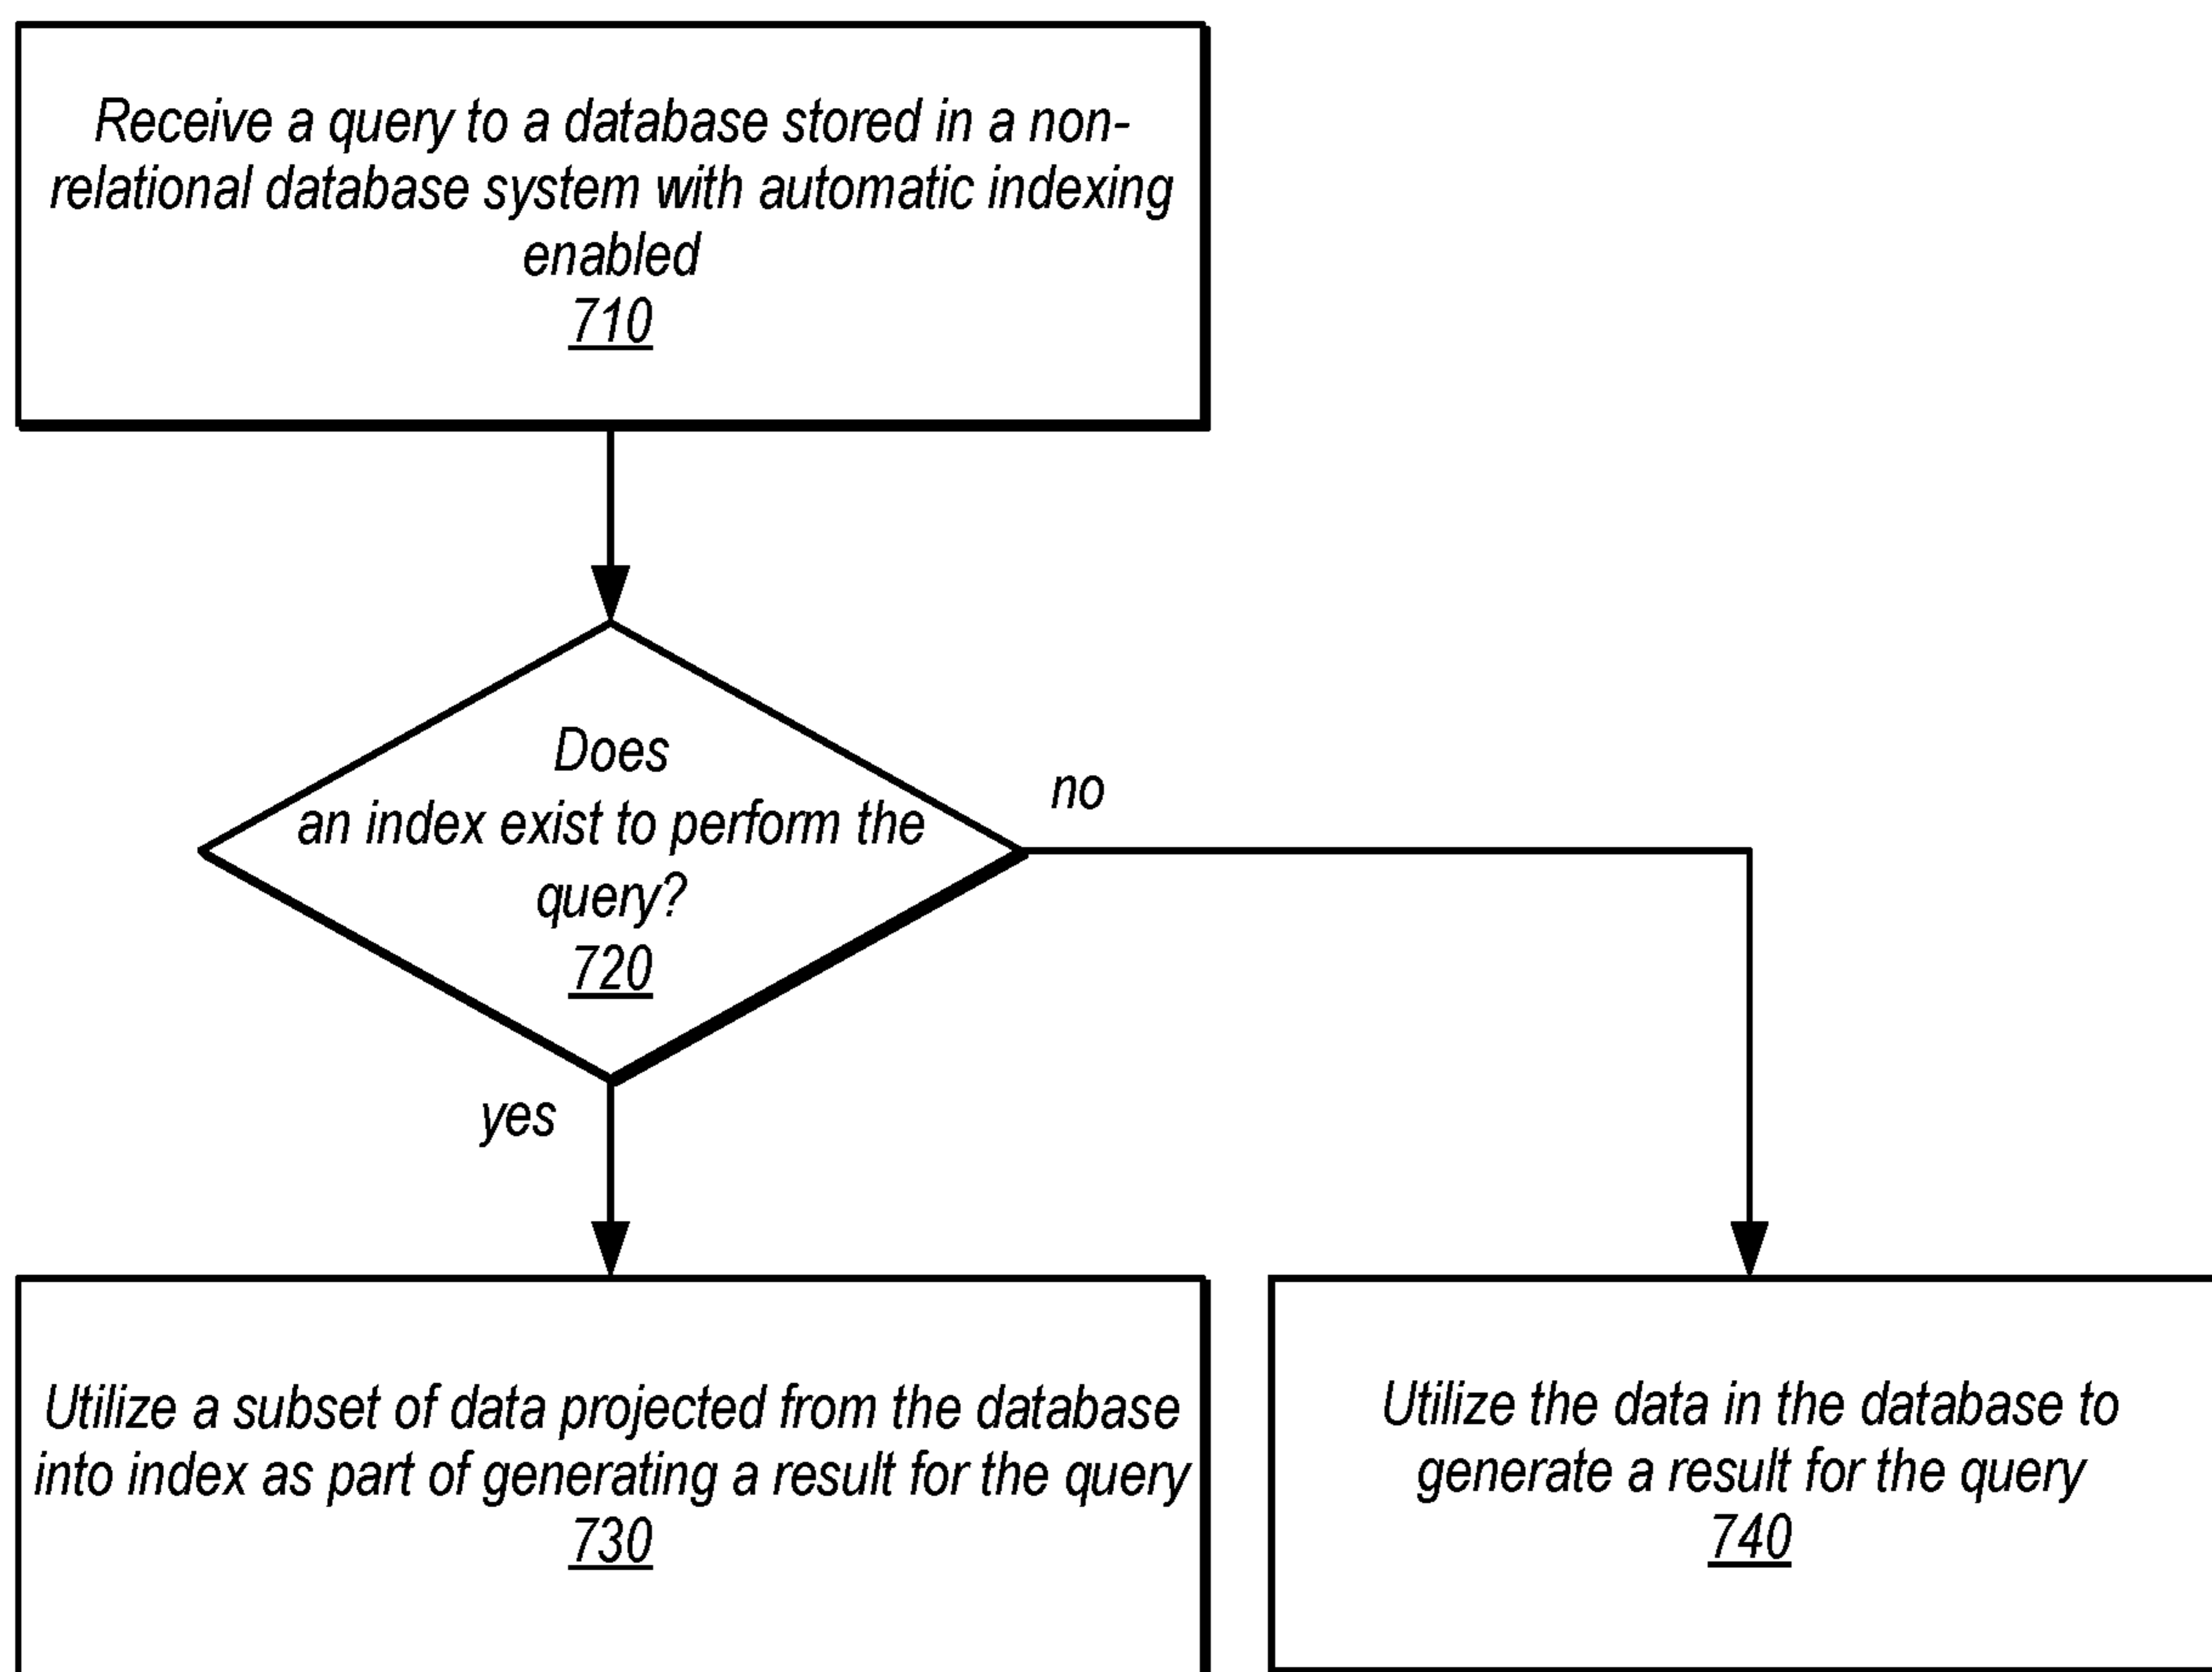 Receive a query to a database stored in a non-
relational database system with automatic indexing
enabled
710
Does
an index exist to perform the
query?
720
no
yes
Utilize a subset of data projected from the database
into index as part of generating a result for the query
730
Utilize the data in the database to
generate a result for the query
740